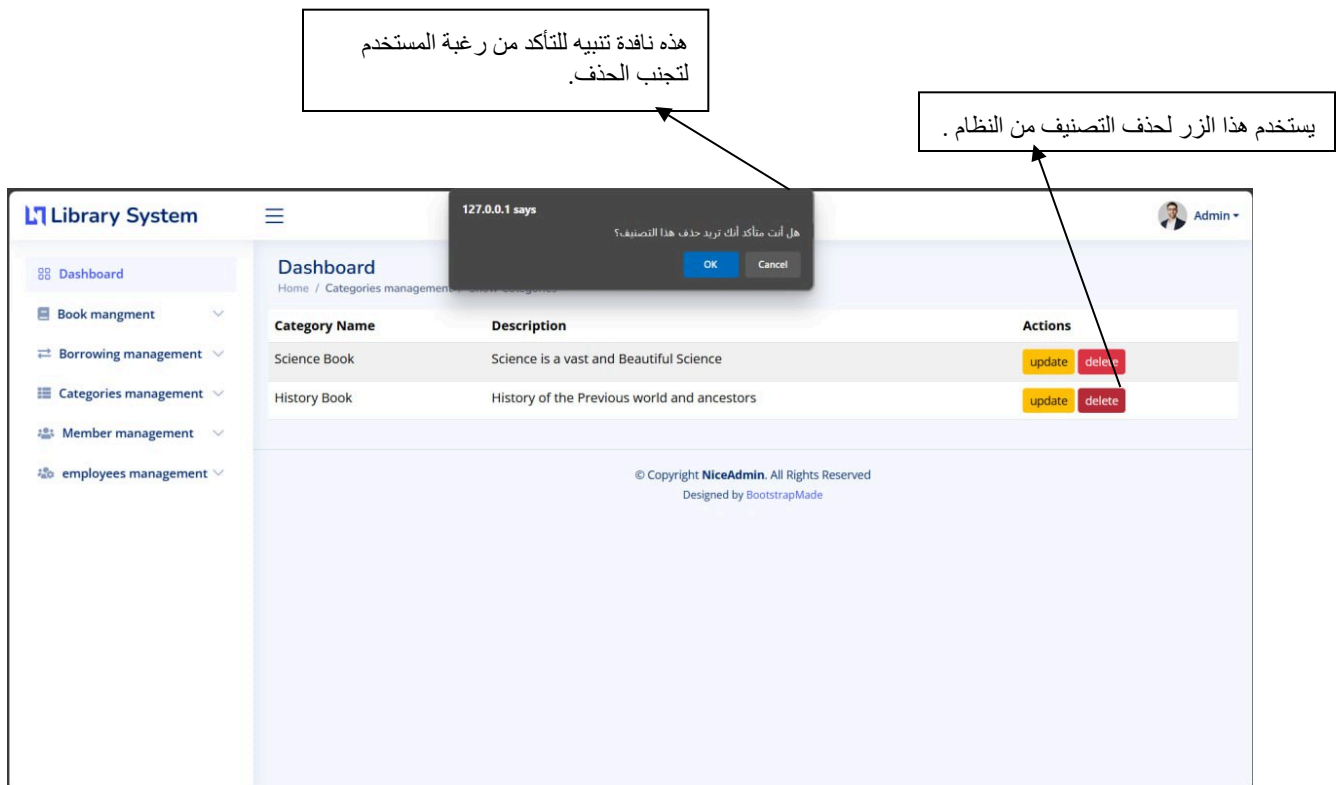 هذه نافدة تنبيه للتأكد من رغبة المستخدم
لتجنب الحذف.
يستخدم هذا الزر لحذف التصنيف من النظام .
Library System
127.0.0.1 says
هل أنت متأكد أنك تريد حذف هذا التصنيف؟
OK Cancel
Admin
Dashboard
Book mangment
Borrowing management
Categories management
Member management
employees management
Dashboard
Home / Categories management / Show Categories
Category Name Description Actions
Science Book Science is a vast and Beautiful Science update delete
History Book History of the Previous world and ancestors update delete
© Copyright NiceAdmin. All Rights Reserved
Designed by BootstrapMade